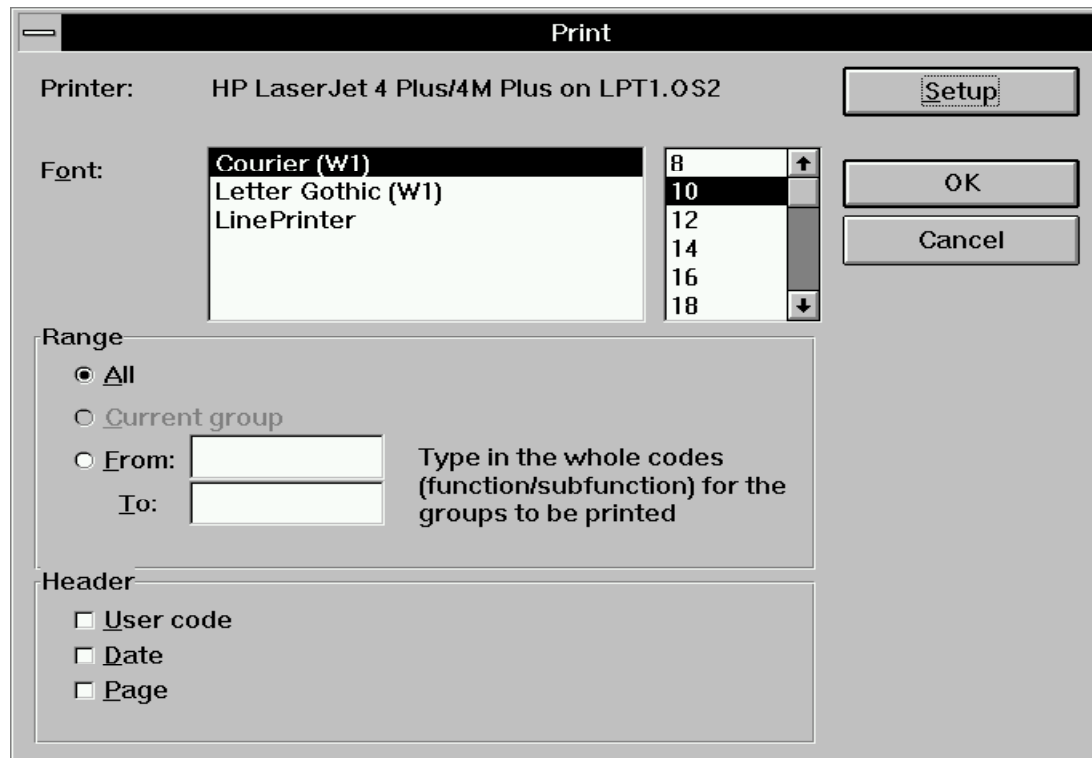 Print
Printer: HP LaserJet 4 Plus/4M Plus on LPT1.OS2
Setup
Font:
Courier (W1)
Letter Gothic (W1)
LinePrinter
8
10
12
14
16
18
OK
Cancel
Range
All
Current group
From:
To:
Type in the whole codes
(function/subfunction) for the
groups to be printed
Header
User code
Date
Page